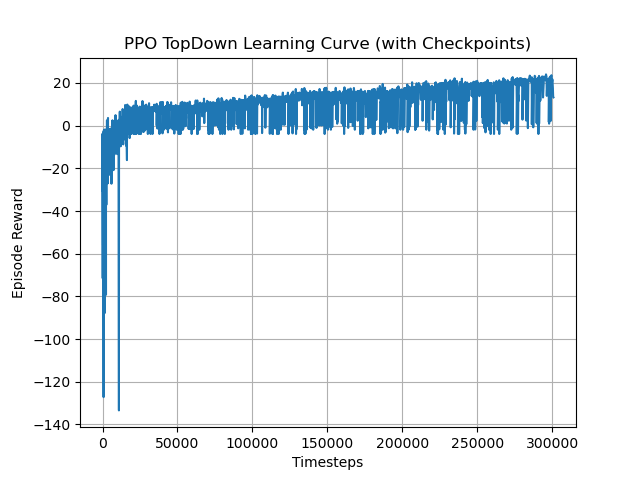 PPO TopDown Learning Curve (with Checkpoints)
20
0
−20
−40
−60
−80
−100
−120
−140
Episode Reward
0 50000 100000 150000 200000 250000 300000
Timesteps